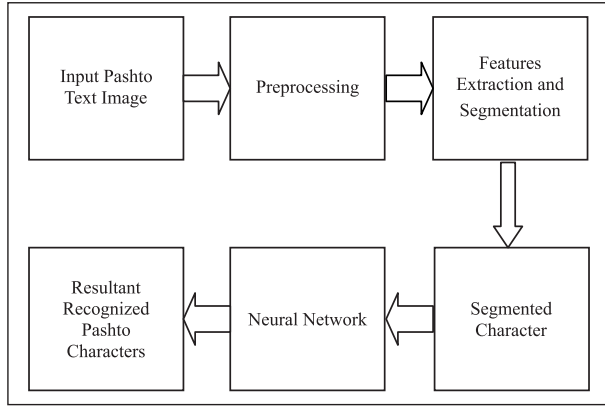 Input Pashto
Text Image
Preprocessing
Features
Extraction and
Segmentation
Segmented
Character
Neural Network
Resultant
Recognized
Pashto
Characters